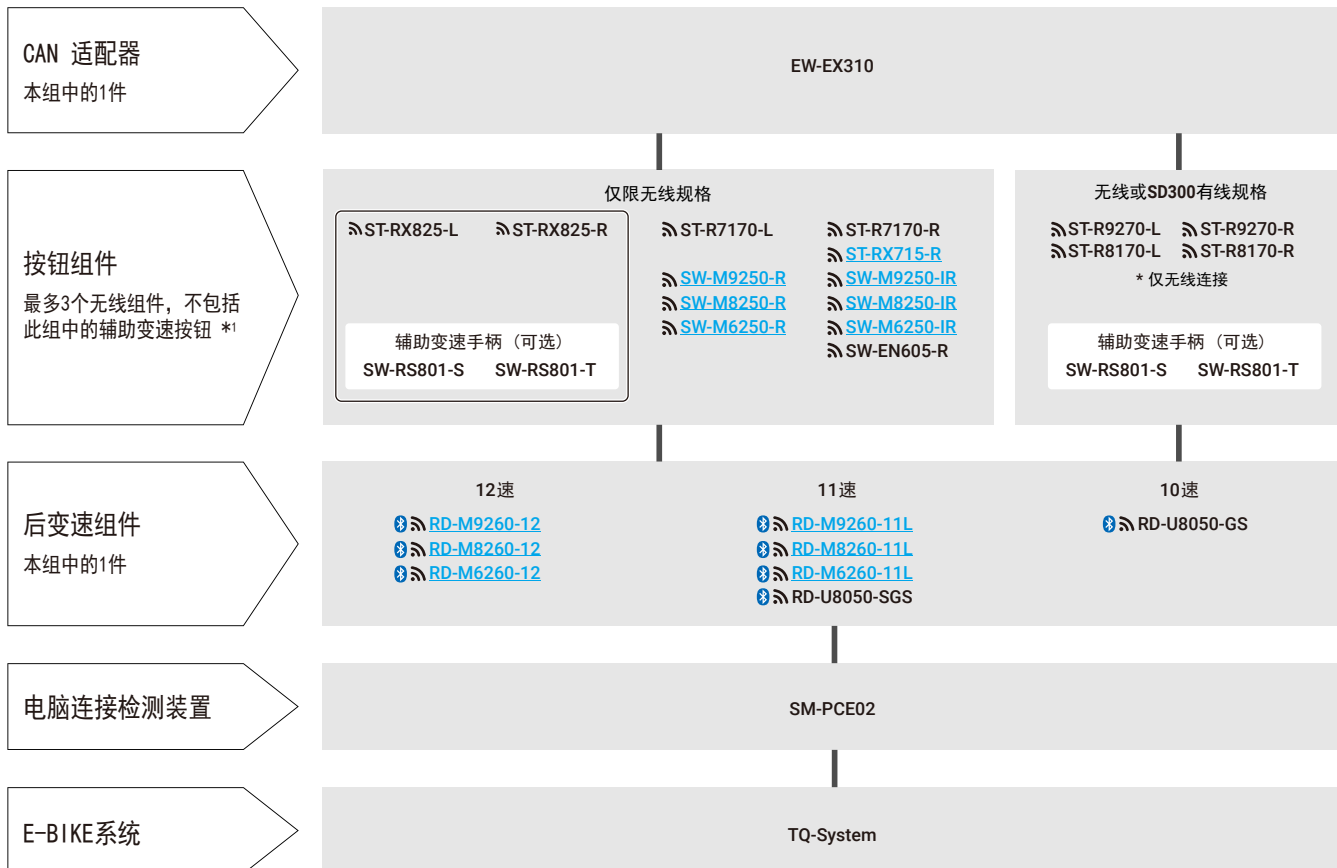 CAN 适配器
本组中的1件
EW-EX310
按钮组件
最多3个无线组件，不包括
此组中的辅助变速按钮 *1
仅限无线规格
ST-RX825-L ST-RX825-R
辅助变速手柄（可选）
SW-RS801-S SW-RS801-T
ST-R7170-L
SW-M9250-R
SW-M8250-R
SW-M6250-R
ST-R7170-R
ST-RX715-R
SW-M9250-IR
SW-M8250-IR
SW-M6250-IR
SW-EN605-R
无线或SD300有线规格
ST-R9270-L ST-R9270-R
ST-R8170-L ST-R8170-R
* 仅无线连接
辅助变速手柄（可选）
SW-RS801-S SW-RS801-T
后变速组件
本组中的1件
12速
RD-M9260-12
RD-M8260-12
RD-M6260-12
11速
RD-M9260-11L
RD-M8260-11L
RD-M6260-11L
RD-U8050-SGS
10速
RD-U8050-GS
电脑连接检测装置
SM-PCE02
E-BIKE系统
TQ-System